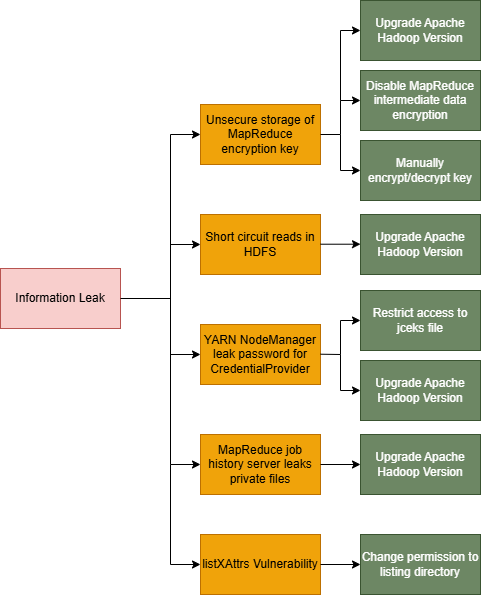 Information Leak
Unsecure storage of
MapReduce
encryption key
Upgrade Apache
Hadoop Version
Disable MapReduce
intermediate data
encryption
Manually
encrypt/decrypt key
Short circuit reads in
HDFS
Upgrade Apache
Hadoop Version
YARN NodeManager
leak password for
CredentialProvider
Restrict access to
jceks file
Upgrade Apache
Hadoop Version
MapReduce job
history server leaks
private files
Upgrade Apache
Hadoop Version
listXAttrs Vulnerability
Change permission to
listing directory